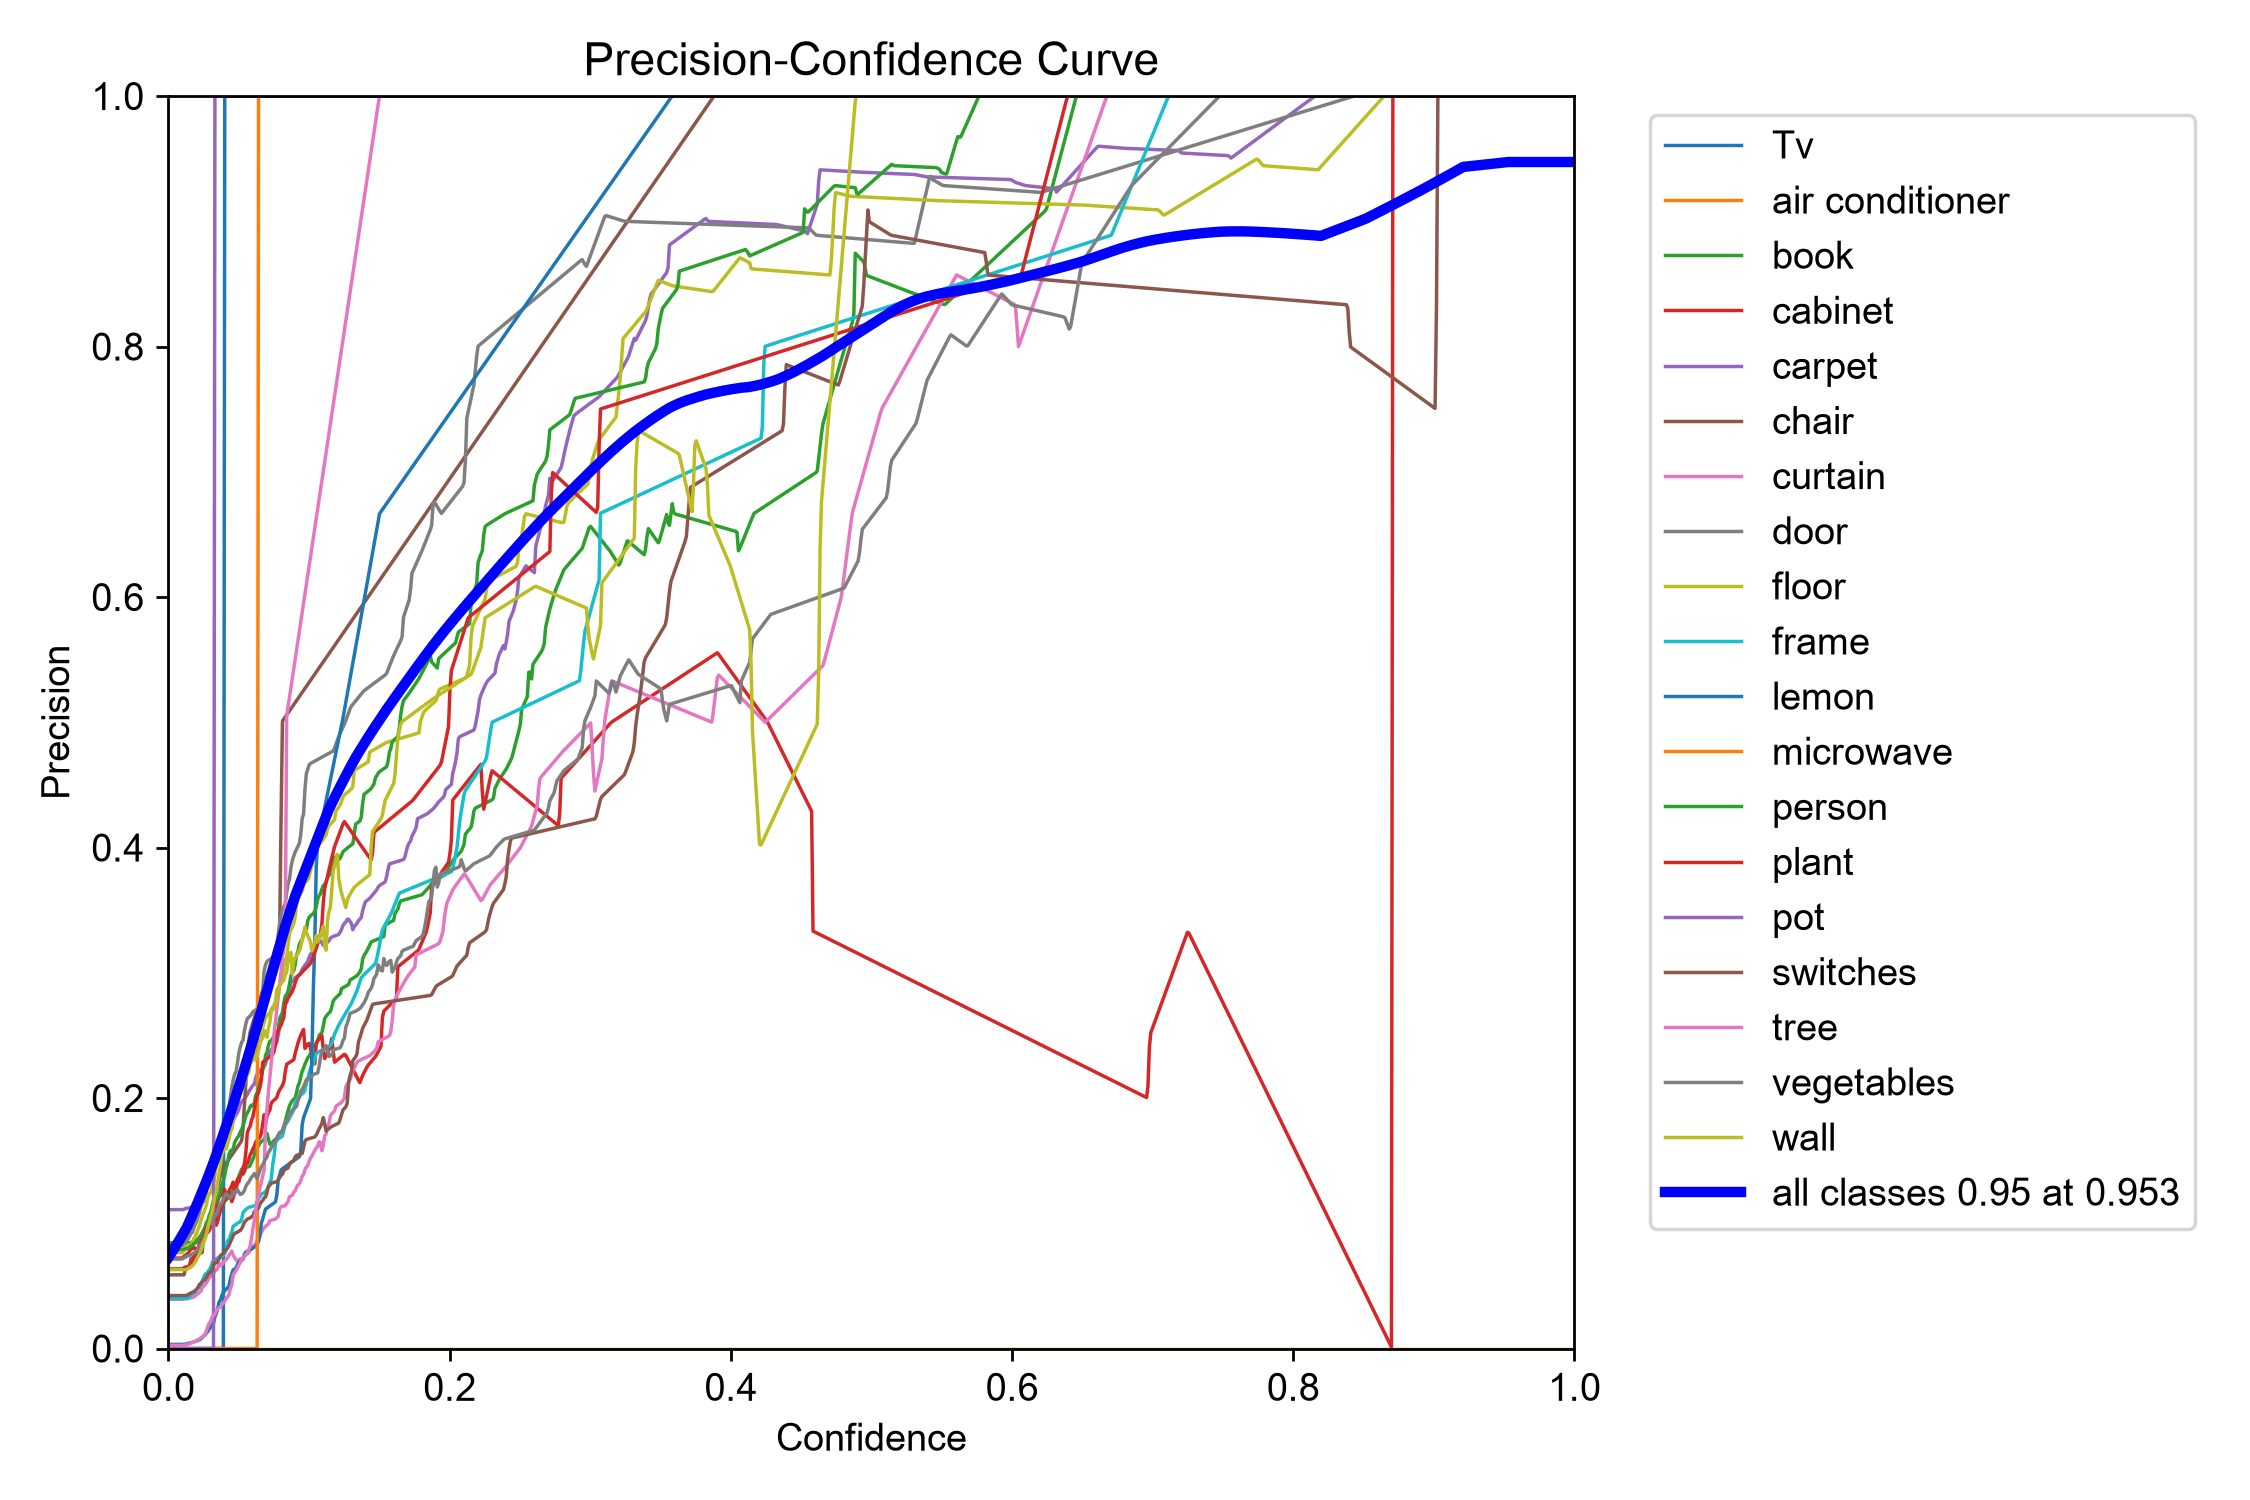 Precision-Confidence Curve
1.0
0.8
0.6
0.4
0.2
0.0
Precision
0.0 0.2 0.4 0.6 0.8 1.0
Confidence
Tv
air conditioner
book
cabinet
carpet
chair
curtain
door
floor
frame
lemon
microwave
person
plant
pot
switches
tree
vegetables
wall
all classes 0.95 at 0.953